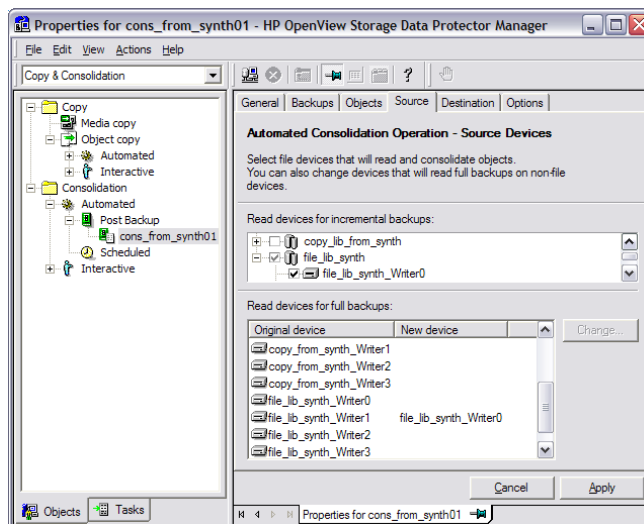 Properties for cons_from_synth01 - HP OpenView Storage Data Protector Manager
File Edit View Actions Help
Copy & Consolidation
Copy
Media copy
Object copy
Automated
Interactive
Consolidation
Automated
Post Backup
cons_from_synth01
Scheduled
Interactive
Objects Tasks
General Backups Objects Source Destination Options
Automated Consolidation Operation - Source Devices
Select file devices that will read and consolidate objects.
You can also change devices that will read full backups on non-file
devices.
Read devices for incremental backups:
copy_lib_from_synth
file_lib_synth
file_lib_synth_Writer0
Read devices for full backups:
Original device New device
Change...
copy_from_synth_Writer1
copy_from_synth_Writer2
copy_from_synth_Writer3
file_lib_synth_Writer0
file_lib_synth_Writer1 file_lib_synth_Writer0
file_lib_synth_Writer2
file_lib_synth_Writer3
Cancel Apply
Properties for cons_from_synth01